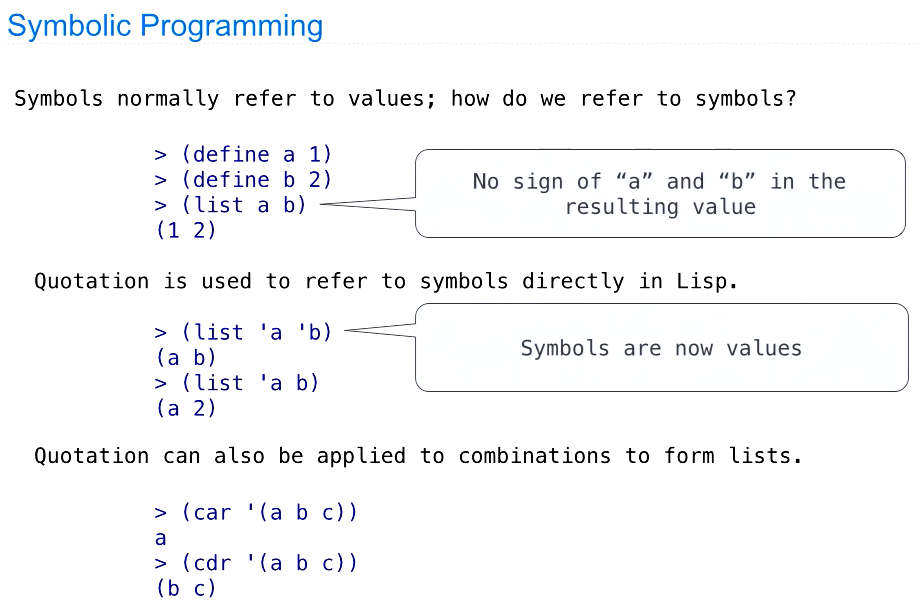 Symbolic Programming
Symbols normally refer to values; how do we refer to symbols?
> (define a 1)
> (define b 2)
> (list a b)
(1 2)
No sign of “a” and “b” in the
resulting value
Quotation is used to refer to symbols directly in Lisp.
> (list 'a 'b)
(a b)
> (list 'a b)
(a 2)
Symbols are now values
Quotation can also be applied to combinations to form lists.
> (car '(a b c))
a
> (cdr '(a b c))
(b c)